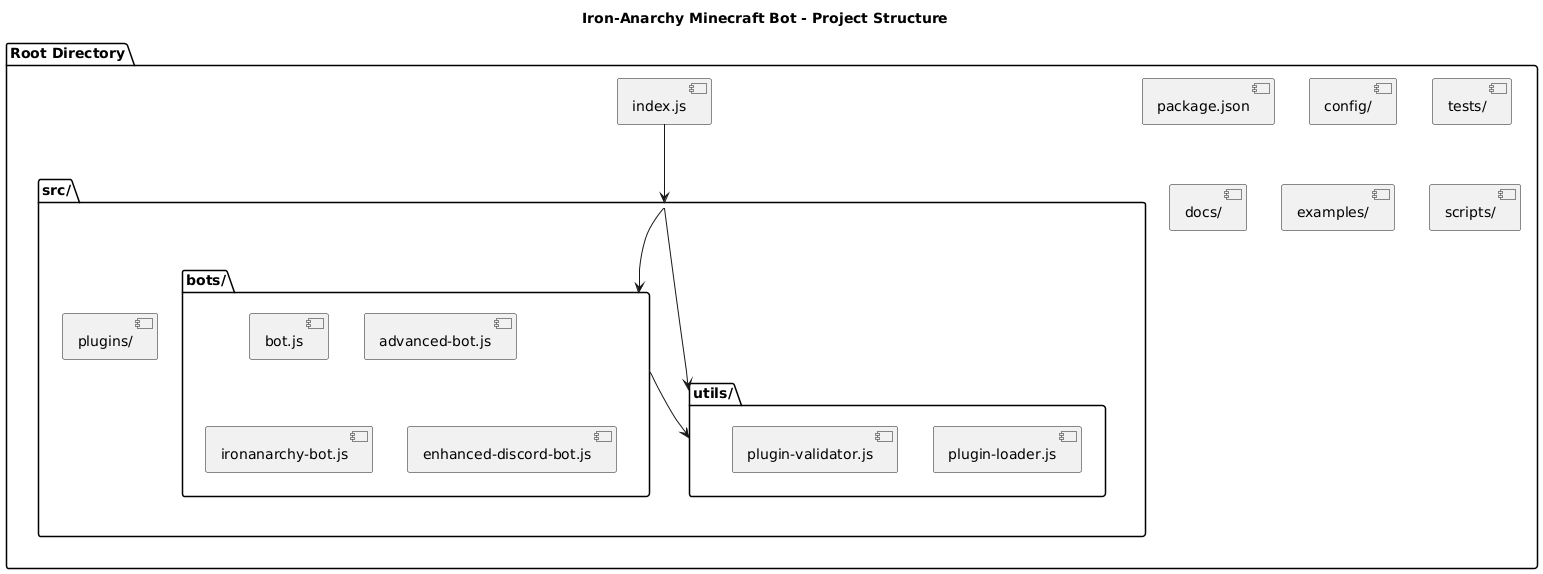 Iron-Anarchy Minecraft Bot - Project Structure
Root Directory
index.js
package.json
config/
tests/
src/
docs/
examples/
scripts/
bots/
plugins/
bot.js
advanced-bot.js
utils/
ironanarchy-bot.js
enhanced-discord-bot.js
plugin-validator.js
plugin-loader.js